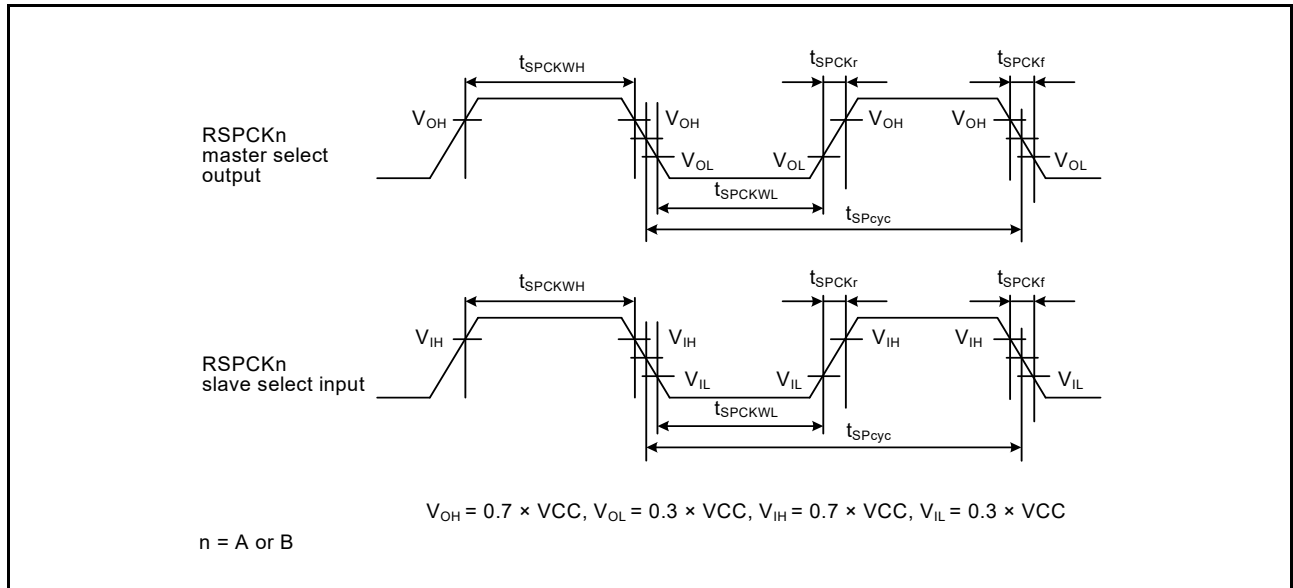 tSPCKWH
tSPCKr
tSPCKf
RSPCKn
master select
output
VOH
VOH
VOL
VOL
VOH
VOH
VOL
tSPCKWL
tSPcyc
tSPCKWH
tSPCKr
tSPCKf
RSPCKn
slave select input
VIH
VIH
VIL
VIL
VIH
VIH
VIL
tSPCKWL
tSPcyc
VOH = 0.7 × VCC, VOL = 0.3 × VCC, VIH = 0.7 × VCC, VIL = 0.3 × VCC
n = A or B